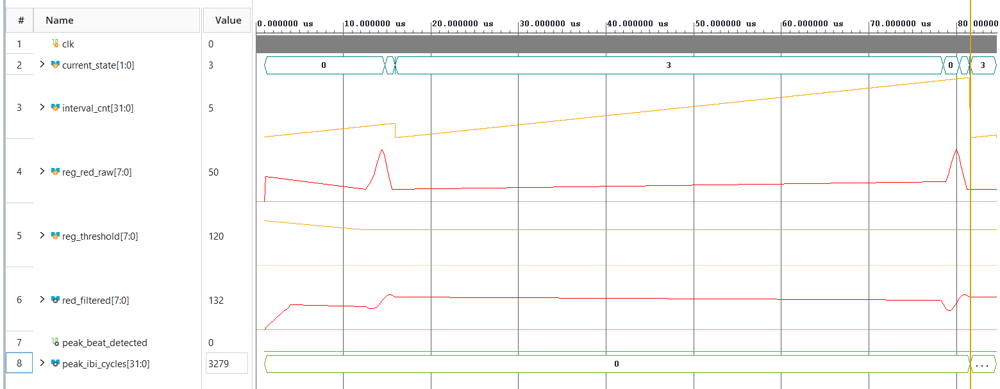 # Name Value 0.000000 us 10.000000 us 20.000000 us 30.000000 us 40.000000 us 50.000000 us 60.000000 us 70.000000 us 80.00000
1 clk 0
2 current_state[1:0] 3 0 3 0 3
3 interval_cnt[31:0] 5
4 reg_red_raw[7:0] 50
5 reg_threshold[7:0] 120
6 red_filtered[7:0] 132
7 peak_beat_detected 0
8 peak_ibi_cycles[31:0] 3279 0 ...